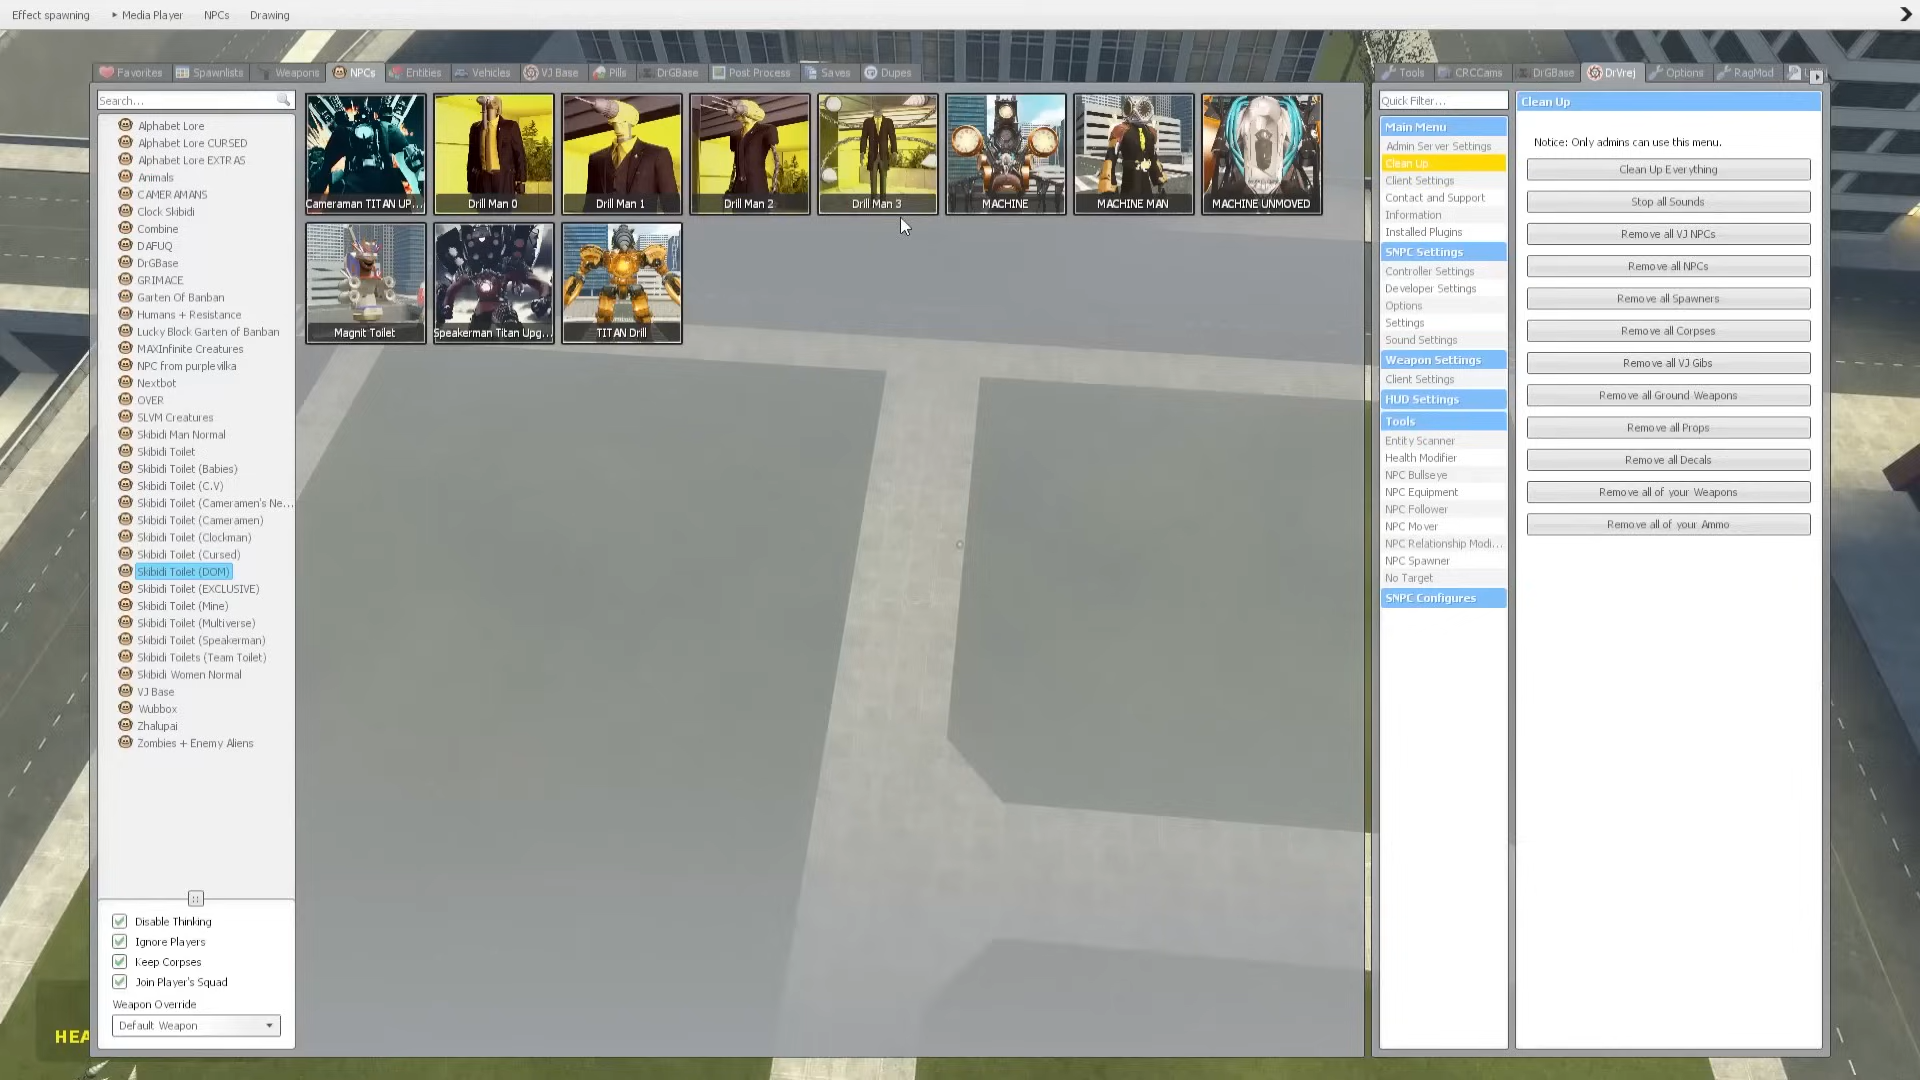 Effect spawning
Media Player
NPCs
Drawing
Favorites
Spawnlists
Weapons
NPCs
Entities
Vehicles
VJ Base
Pills
DrGBase
Post Process
Saves
Dupes
Search...
Alphabet Lore
Alphabet Lore CURSED
Alphabet Lore EXTRAS
Animals
CAMERAMANS
Clock Skibidi
Combine
DAFUQ
DrGBase
GRIMACE
Garten Of Banban
Humans + Resistance
Lucky Block Garten of Banban
MAXInfinite Creatures
NPC from purplevilka
Nextbot
OVER
SLVM Creatures
Skibidi Man Normal
Skibidi Toilet
Skibidi Toilet (Babies)
Skibidi Toilet (C.V)
Skibidi Toilet (Cameramen's Ne...
Skibidi Toilet (Cameramen)
Skibidi Toilet (Clockman)
Skibidi Toilet (Cursed)
Skibidi Toilet (DOM)
Skibidi Toilet (EXCLUSIVE)
Skibidi Toilet (Mine)
Skibidi Toilet (Multiverse)
Skibidi Toilet (Speakerman)
Skibidi Toilets (Team Toilet)
Skibidi Women Normal
VJ Base
Wubbox
Zhalupai
Zombies + Enemy Aliens
Disable Thinking
Ignore Players
Keep Corpses
Join Player's Squad
Weapon Override
Default Weapon
HEA
Cameraman TITAN UP...
Drill Man 0
Drill Man 1
Drill Man 2
Drill Man 3
MACHINE
MACHINE MAN
MACHINE UNMOVED
Magnit Toilet
Speakerman Titan Upg...
TITAN Drill
Tools
CRCCams
DrGBase
DrVrej
Options
RagMod
Quick Filter...
Main Menu
Admin Server Settings
Clean Up
Client Settings
Contact and Support
Information
Installed Plugins
SNPC Settings
Controller Settings
Developer Settings
Options
Settings
Sound Settings
Weapon Settings
Client Settings
HUD Settings
Tools
Entity Scanner
Health Modifier
NPC Bullseye
NPC Equipment
NPC Follower
NPC Mover
NPC Relationship Modi...
NPC Spawner
No Target
SNPC Configures
Clean Up
Notice: Only admins can use this menu.
Clean Up Everything
Stop all Sounds
Remove all VJ NPCs
Remove all NPCs
Remove all Spawners
Remove all Corpses
Remove all VJ Gibs
Remove all Ground Weapons
Remove all Props
Remove all Decals
Remove all of your Weapons
Remove all of your Ammo